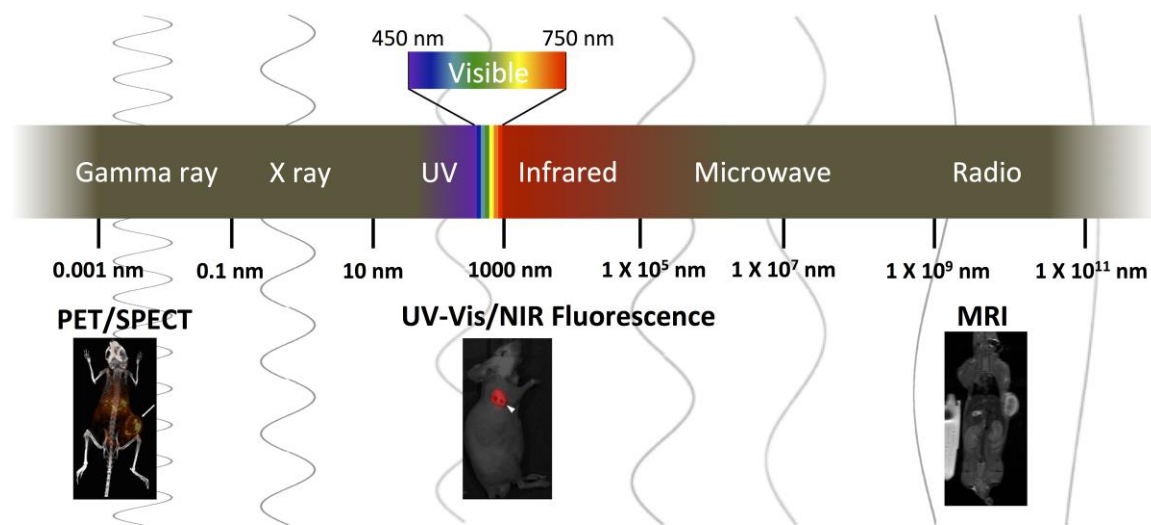 450 nm 750 nm
Visible
Gamma ray X ray UV Infrared Microwave Radio
0.001 nm 0.1 nm 10 nm 1000 nm 1 X 10⁵ nm 1 X 10⁷ nm 1 X 10⁹ nm 1 X 10¹¹ nm
PET/SPECT UV-Vis/NIR Fluorescence MRI